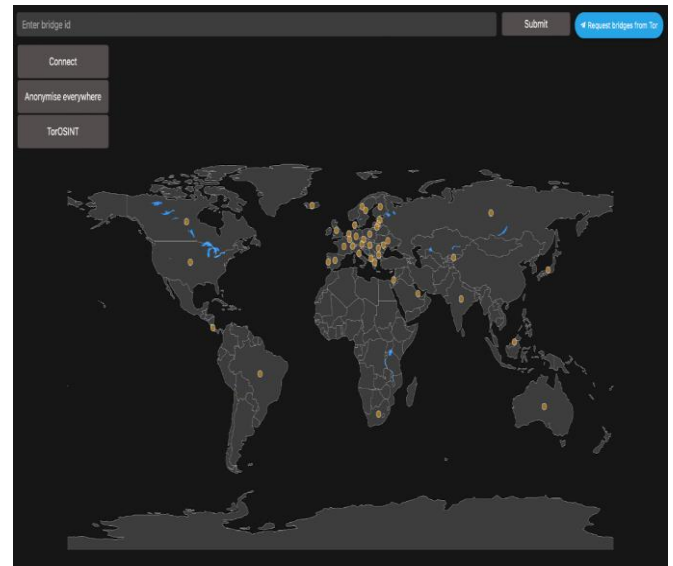 Enter bridge id
Submit
Request bridges from Tor
Connect
Anonymise everywhere
TorOSINT